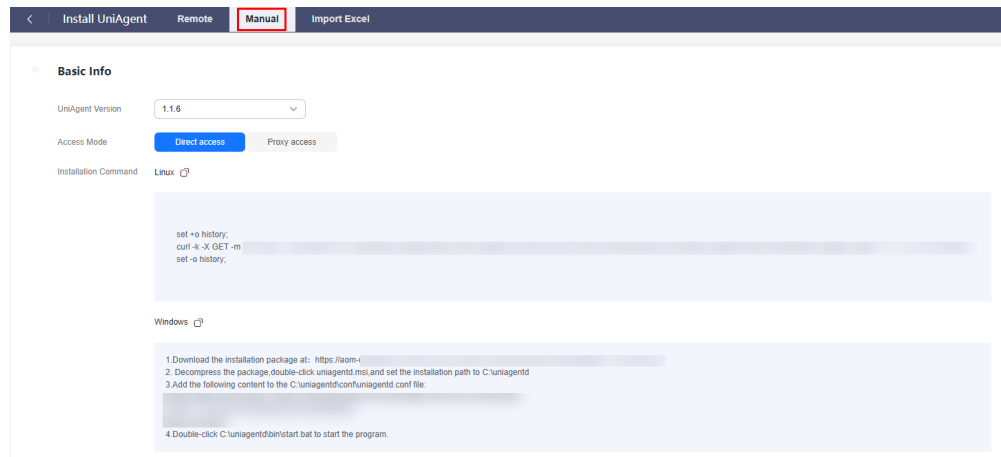 Install UniAgent Remote Manual Import Excel
Basic Info
UniAgent Version 1.1.6
Access Mode Direct access Proxy access
Installation Command Linux
set +o history;
curl -k -X GET -m
set -o history;
Windows
1.Download the installation package at: https://aom-
2. Decompress the package,double-click uniagentd.msi,and set the installation path to C:\uniagentd
3.Add the following content to the C:\uniagentd\conf\uniagentd.conf file:
4.Double-click C:\uniagentd\bin\start.bat to start the program.